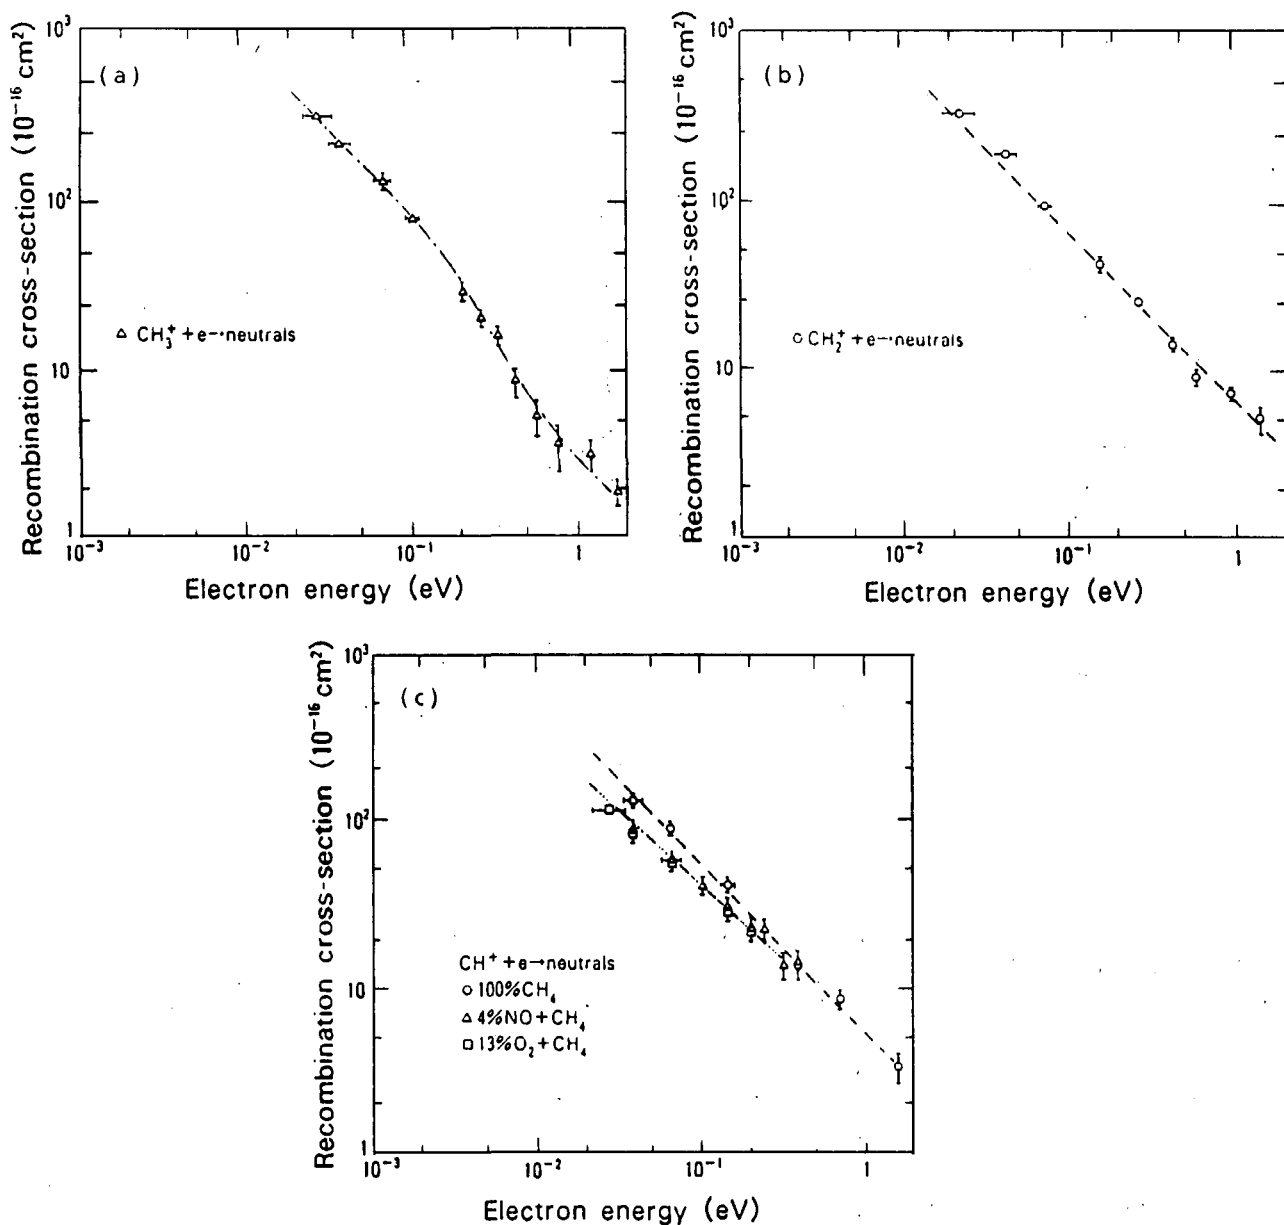 (a)
Recombination cross-section (10⁻¹⁶ cm²)
10³
10²
10
1
△ CH₃⁺ + e→neutrals
10⁻³ 10⁻² 10⁻¹ 1
Electron energy (eV)
(b)
Recombination cross-section (10⁻¹⁶ cm²)
10³
10²
10
1
○ CH₂⁺ + e→neutrals
10⁻³ 10⁻² 10⁻¹ 1
Electron energy (eV)
(c)
Recombination cross-section (10⁻¹⁶ cm²)
10³
10²
10
1
CH⁺ + e→neutrals
○ 100%CH₄
△ 4%NO + CH₄
□ 13%O₂ + CH₄
10⁻³ 10⁻² 10⁻¹ 1
Electron energy (eV)